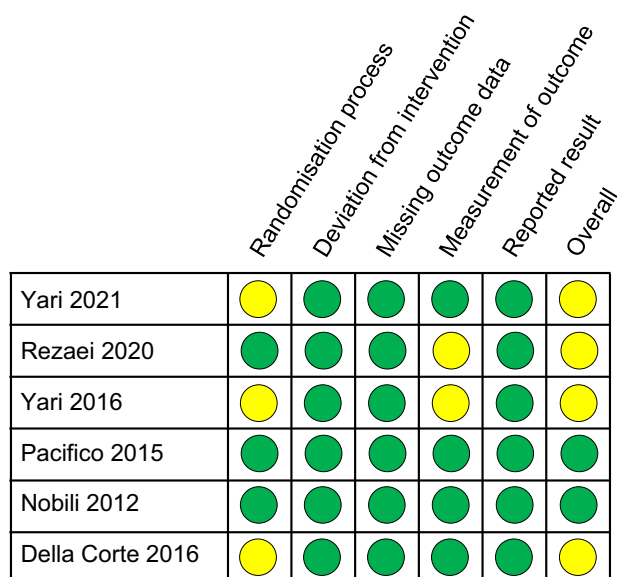 Randomisation process
Deviation from intervention
Missing outcome data
Measurement of outcome
Reported result
Overall
Yari 2021
Rezaei 2020
Yari 2016
Pacifico 2015
Nobili 2012
Della Corte 2016